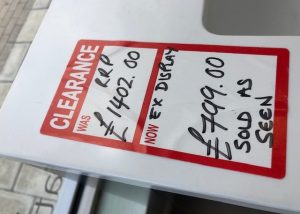 CLEARANCE
WAS RRP
£1402.00
NOW EX DISPLAY
£799.00
SOLD AS
SEEN